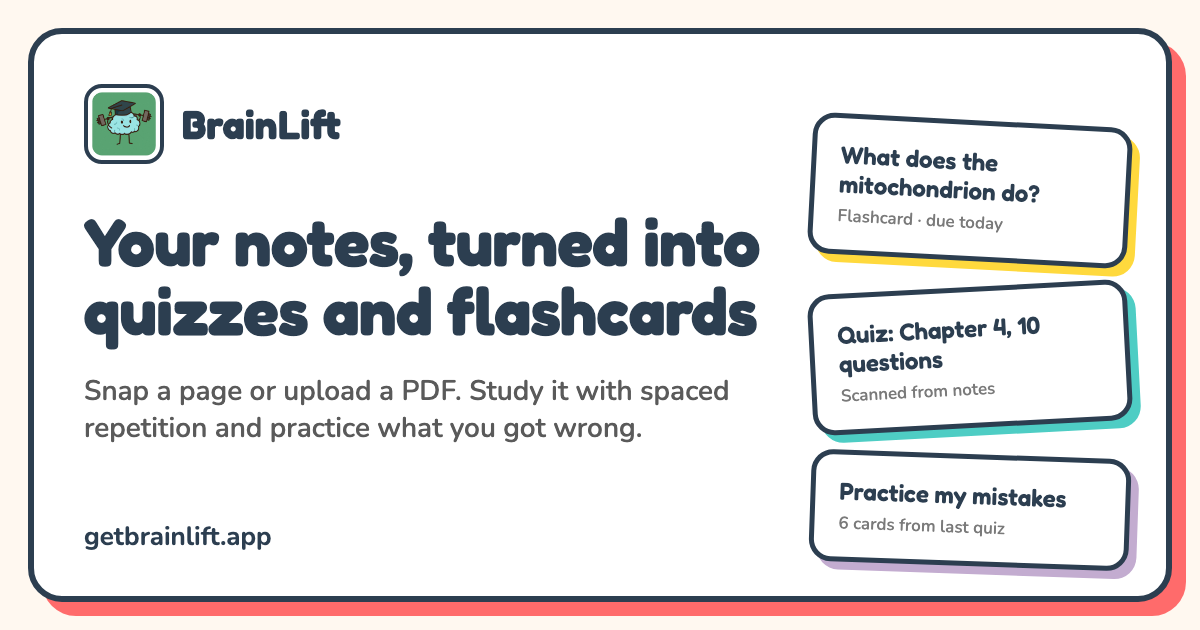 BrainLift
Your notes, turned into
quizzes and flashcards
Snap a page or upload a PDF. Study it with spaced
repetition and practice what you got wrong.
getbrainlift.app
What does the
mitochondrion do?
Flashcard · due today
Quiz: Chapter 4, 10
questions
Scanned from notes
Practice my mistakes
6 cards from last quiz